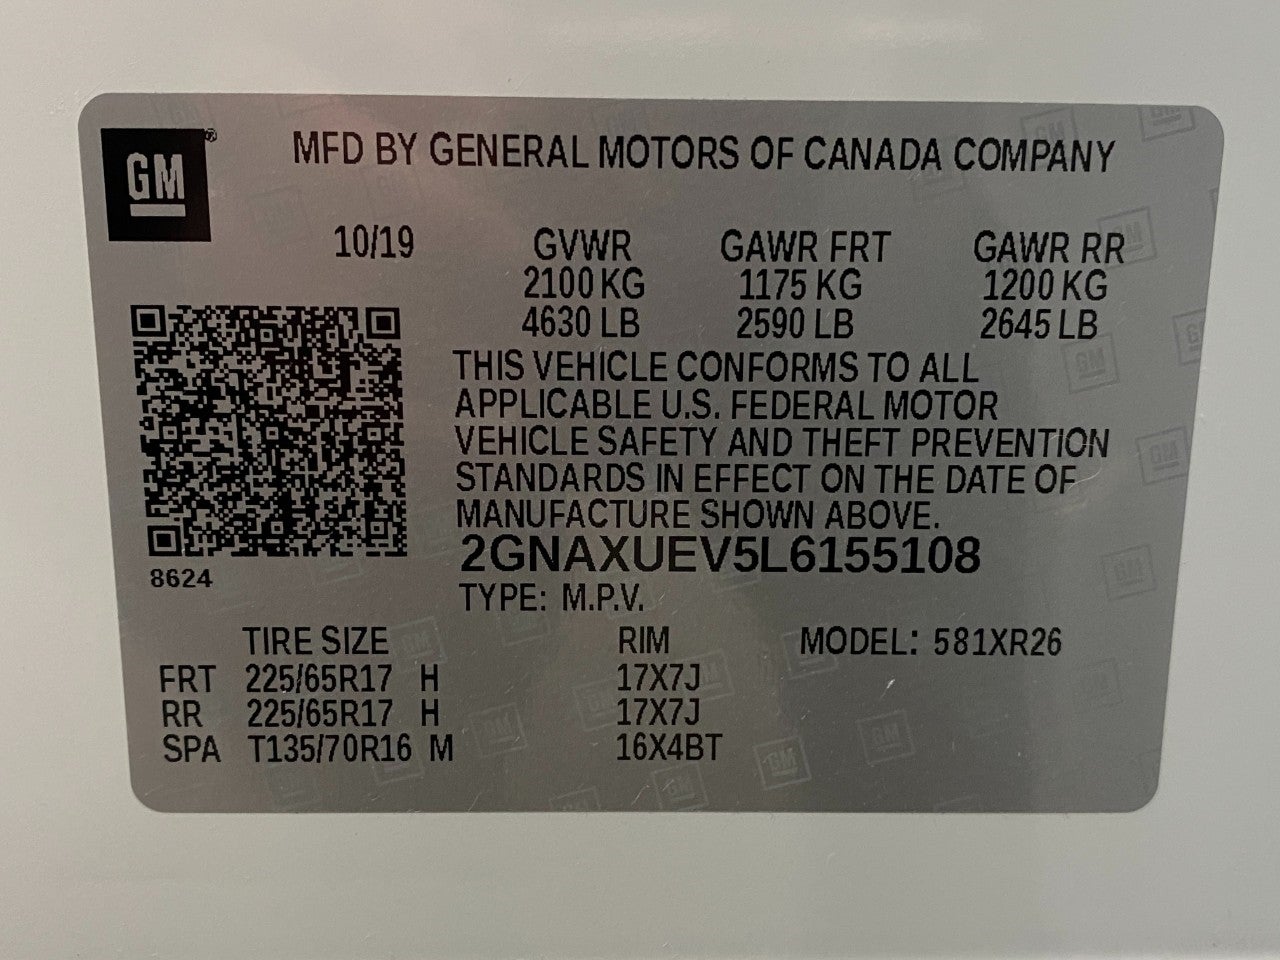 GM ®
MFD BY GENERAL MOTORS OF CANADA COMPANY
10/19 GVWR GAWR FRT GAWR RR
2100 KG 1175 KG 1200 KG
4630 LB 2590 LB 2645 LB
THIS VEHICLE CONFORMS TO ALL
APPLICABLE U.S. FEDERAL MOTOR
VEHICLE SAFETY AND THEFT PREVENTION
STANDARDS IN EFFECT ON THE DATE OF
MANUFACTURE SHOWN ABOVE.
2GNAXUEV5L6155108
8624
TYPE: M.P.V.
TIRE SIZE RIM MODEL: 581XR26
FRT 225/65R17 H 17X7J
RR 225/65R17 H 17X7J
SPA T135/70R16 M 16X4BT